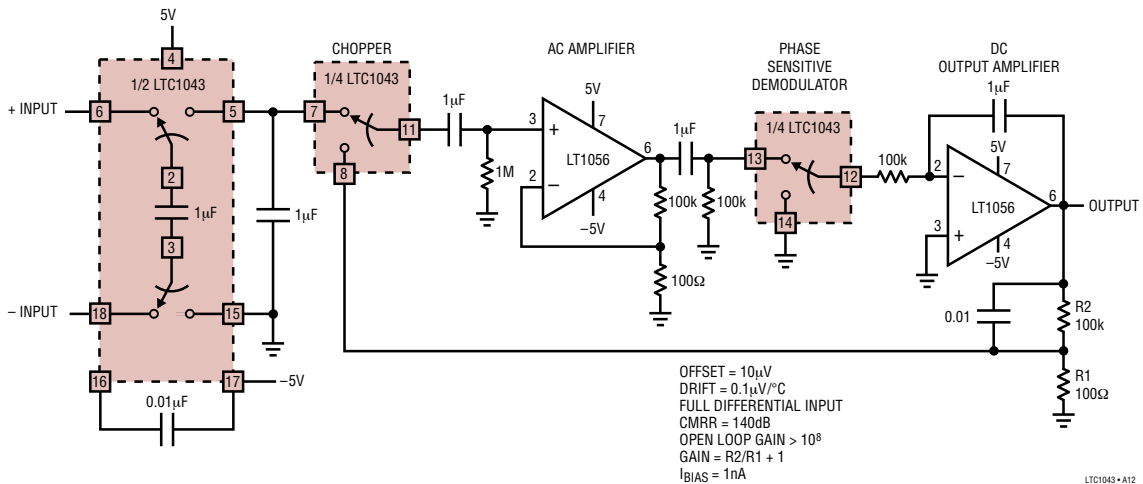 5V
4
1/2 LTC1043
+ INPUT
6
5
2
1µF
3
1µF
– INPUT
18
15
16
17
–5V
0.01µF
CHOPPER
1/4 LTC1043
7
11
8
1µF
1M
AC AMPLIFIER
5V
3
+
7
LT1056
6
2
–
4
–5V
100k
100Ω
1µF
100k
PHASE
SENSITIVE
DEMODULATOR
1/4 LTC1043
13
12
14
100k
DC
OUTPUT AMPLIFIER
1µF
5V
2
–
7
LT1056
6
OUTPUT
3
+
4
–5V
0.01
R2
100k
R1
100Ω
OFFSET = 10µV
DRIFT = 0.1µV/°C
FULL DIFFERENTIAL INPUT
CMRR = 140dB
OPEN LOOP GAIN > 10⁸
GAIN = R2/R1 + 1
IBIAS = 1nA
LTC1043 • A12